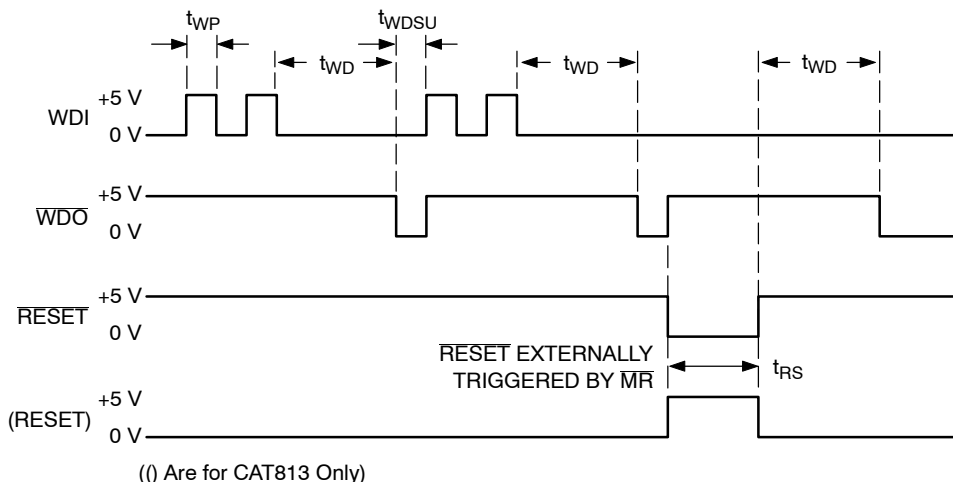 tWP
tWDSU
tWD
tWD
tWD
WDI
+5 V
0 V
WDO
+5 V
0 V
RESET
+5 V
0 V
RESET EXTERNALLY
TRIGGERED BY MR
tRS
(RESET)
+5 V
0 V
(() Are for CAT813 Only)